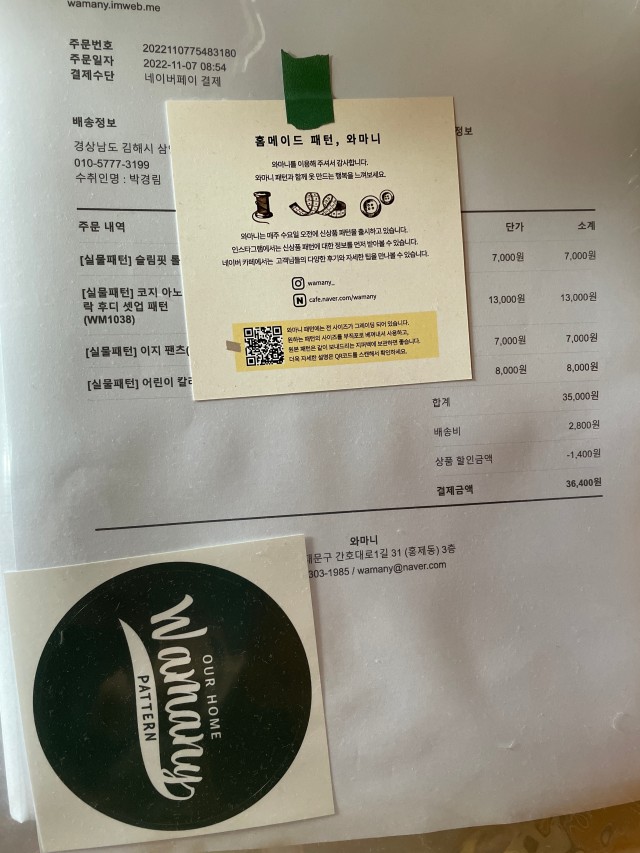 wamany.imweb.me
주문번호 2022110775483180
주문일자 2022-11-07 08:54
결제수단 네이버페이 결제
배송정보
경상남도 김해시
010-5777-3199
수취인명 : 박경림
정보
홈메이드 패턴, 와마니
와마니를 이용해 주셔서 감사합니다.
와마니 패턴과 함께 옷 만드는 행복을 느껴보세요.
와마니는 매주 수요일 오전에 신상품 패턴을 출시하고 있습니다.
인스타그램에서는 신상품 패턴에 대한 정보를 먼저 받아볼 수 있습니다.
네이버 카페에서는 고객님들의 다양한 후기와 자세한 팁을 만나볼 수 있습니다.
wamany_
N cafe.naver.com/wamany
와마니 패턴에는 전 사이즈가 그레이딩 되어 있습니다.
원하는 패턴의 사이즈를 부직포로 베껴내서 사용하고,
원본 패턴은 같이 보내드리는 지퍼백에 보관하면 좋습니다.
더욱 자세한 설명은 QR코드를 스캔해서 확인하세요.
주문 내역 단가 소계
[실물패턴] 슬림핏 7,000원 7,000원
[실물패턴] 코지 아노
락 후디 셋업 패턴 13,000원 13,000원
(WM1038)
[실물패턴] 이지 팬츠( 7,000원 7,000원
[실물패턴] 어린이 8,000원 8,000원
합계 35,000원
배송비 2,800원
상품 할인금액 -1,400원
결제금액 36,400원
와마니
대문구 간호대로1길 31 (홍제동) 3층
303-1985 / wamany@naver.com
OUR HOME
Wamany
PATTERN